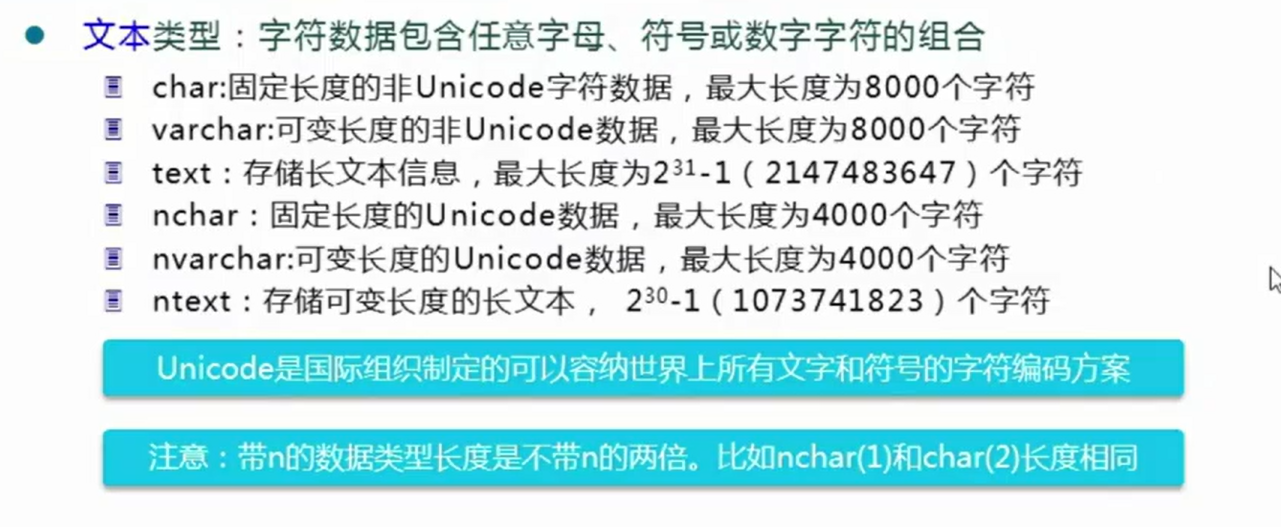 文本类型：字符数据包含任意字母、符号或数字字符的组合
char:固定长度的非Unicode字符数据，最大长度为8000个字符
varchar:可变长度的非Unicode数据，最大长度为8000个字符
text：存储长文本信息，最大长度为2³¹-1（2147483647）个字符
nchar：固定长度的Unicode数据，最大长度为4000个字符
nvarchar:可变长度的Unicode数据，最大长度为4000个字符
ntext：存储可变长度的长文本， 2³⁰-1（1073741823）个字符
Unicode是国际组织制定的可以容纳世界上所有文字和符号的字符编码方案
注意：带n的数据类型长度是不带n的两倍。比如nchar(1)和char(2)长度相同